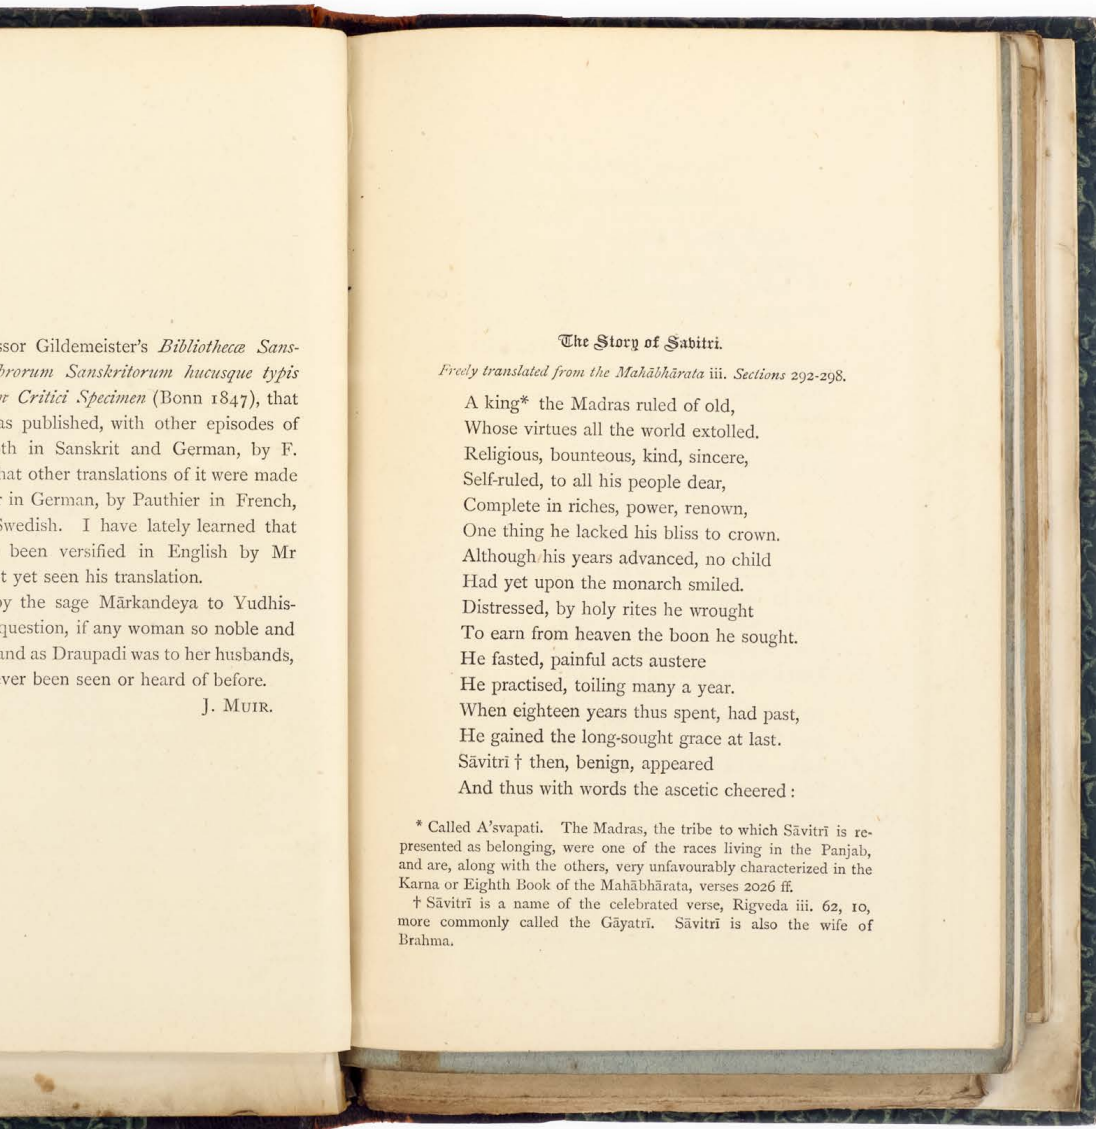 ssor Gildemeister's Bibliothecæ Sans-
brorum Sanskritorum hucusque typis
Critici Specimen (Bonn 1847), that
as published, with other episodes of
th in Sanskrit and German, by F.
hat other translations of it were made
r in German, by Pauthier in French,
Swedish. I have lately learned that
been versified in English by Mr
t yet seen his translation.
by the sage Mārkandeya to Yudhis-
question, if any woman so noble and
and as Draupadi was to her husbands,
ver been seen or heard of before.
J. MUIR.
The Story of Savitri.
Freely translated from the Mahābhārata iii. Sections 292-298.
A king* the Madras ruled of old,
Whose virtues all the world extolled.
Religious, bounteous, kind, sincere,
Self-ruled, to all his people dear,
Complete in riches, power, renown,
One thing he lacked his bliss to crown.
Although his years advanced, no child
Had yet upon the monarch smiled.
Distressed, by holy rites he wrought
To earn from heaven the boon he sought.
He fasted, painful acts austere
He practised, toiling many a year.
When eighteen years thus spent, had past,
He gained the long-sought grace at last.
Sāvitrī † then, benign, appeared
And thus with words the ascetic cheered :
* Called A'svapati. The Madras, the tribe to which Sāvitrī is re-
presented as belonging, were one of the races living in the Panjab,
and are, along with the others, very unfavourably characterized in the
Karna or Eighth Book of the Mahābhārata, verses 2026 ff.
† Sāvitrī is a name of the celebrated verse, Rigveda iii. 62, 10,
more commonly called the Gāyatrī. Sāvitrī is also the wife of
Brahma.